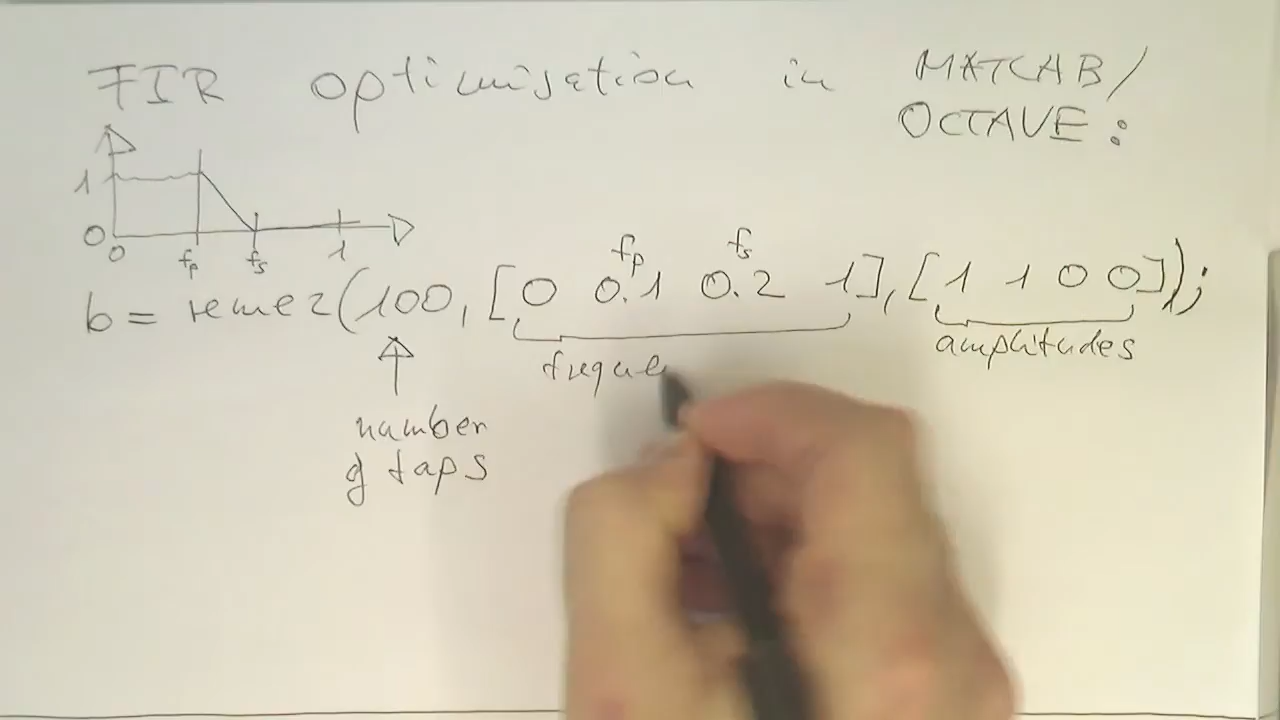 FIR optimisation in MATLAB/
OCTAVE:
1
0
0 fp fs 1
fp fs
b = remez(100, [0 0.1 0.2 1], [1 1 0 0]);
amplitudes
freque
number
of taps